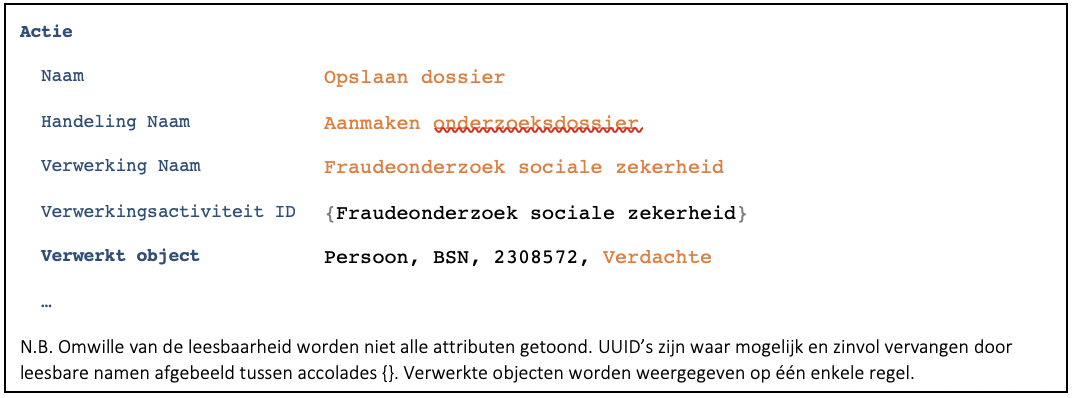 Actie
Naam Opslaan dossier
Handeling Naam Aanmaken onderzoeksdossier
Verwerking Naam Fraudeonderzoek sociale zekerheid
Verwerkingsactiviteit ID {Fraudeonderzoek sociale zekerheid}
Verwerkt object Persoon, BSN, 2308572, Verdachte
…
N.B. Omwille van de leesbaarheid worden niet alle attributen getoond. UUID’s zijn waar mogelijk en zinvol vervangen door
leesbare namen afgebeeld tussen accolades {}. Verwerkte objecten worden weergegeven op één enkele regel.